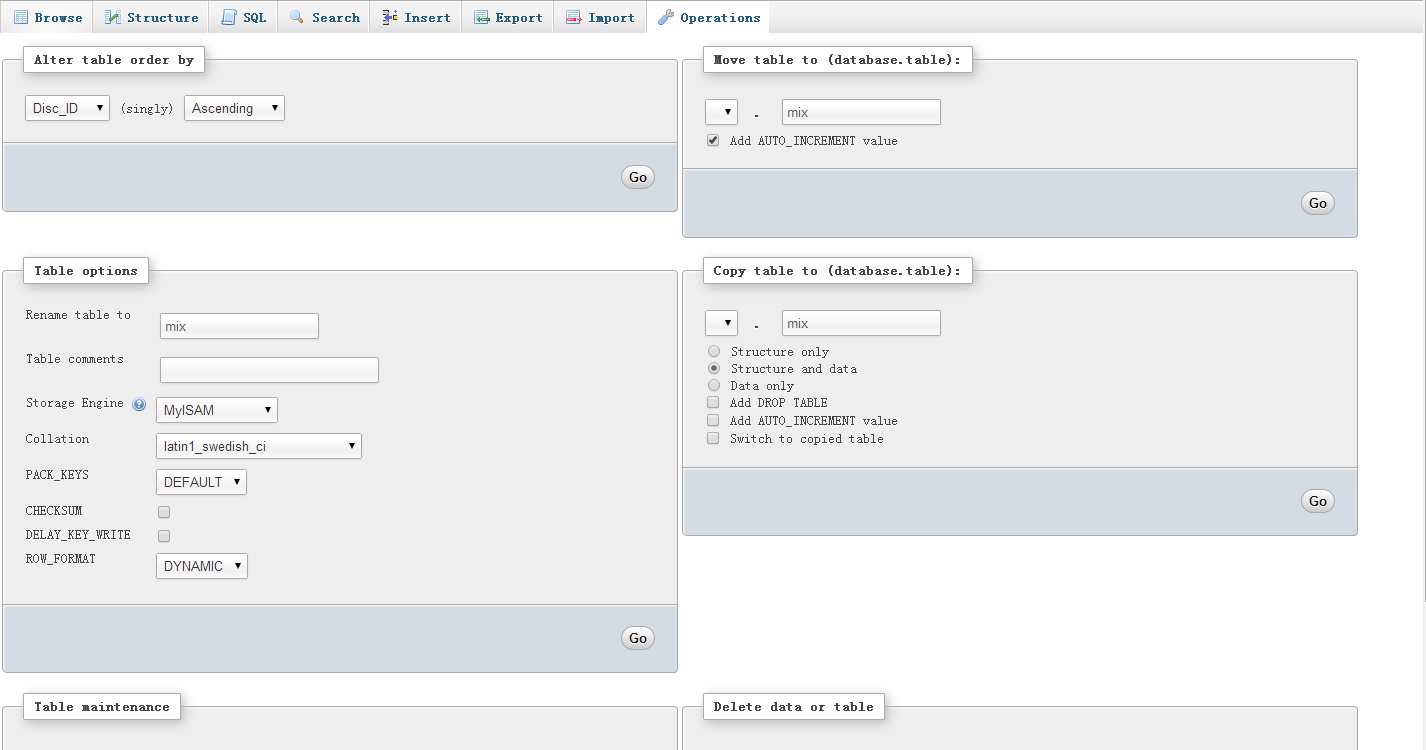 Browse Structure SQL Search Insert Export Import Operations
Alter table order by
Disc_ID (singly) Ascending
Go
Move table to (database.table):
. mix
Add AUTO_INCREMENT value
Go
Table options
Rename table to mix
Table comments
Storage Engine MyISAM
Collation latin1_swedish_ci
PACK_KEYS DEFAULT
CHECKSUM
DELAY_KEY_WRITE
ROW_FORMAT DYNAMIC
Go
Copy table to (database.table):
. mix
Structure only
Structure and data
Data only
Add DROP TABLE
Add AUTO_INCREMENT value
Switch to copied table
Go
Table maintenance
Delete data or table